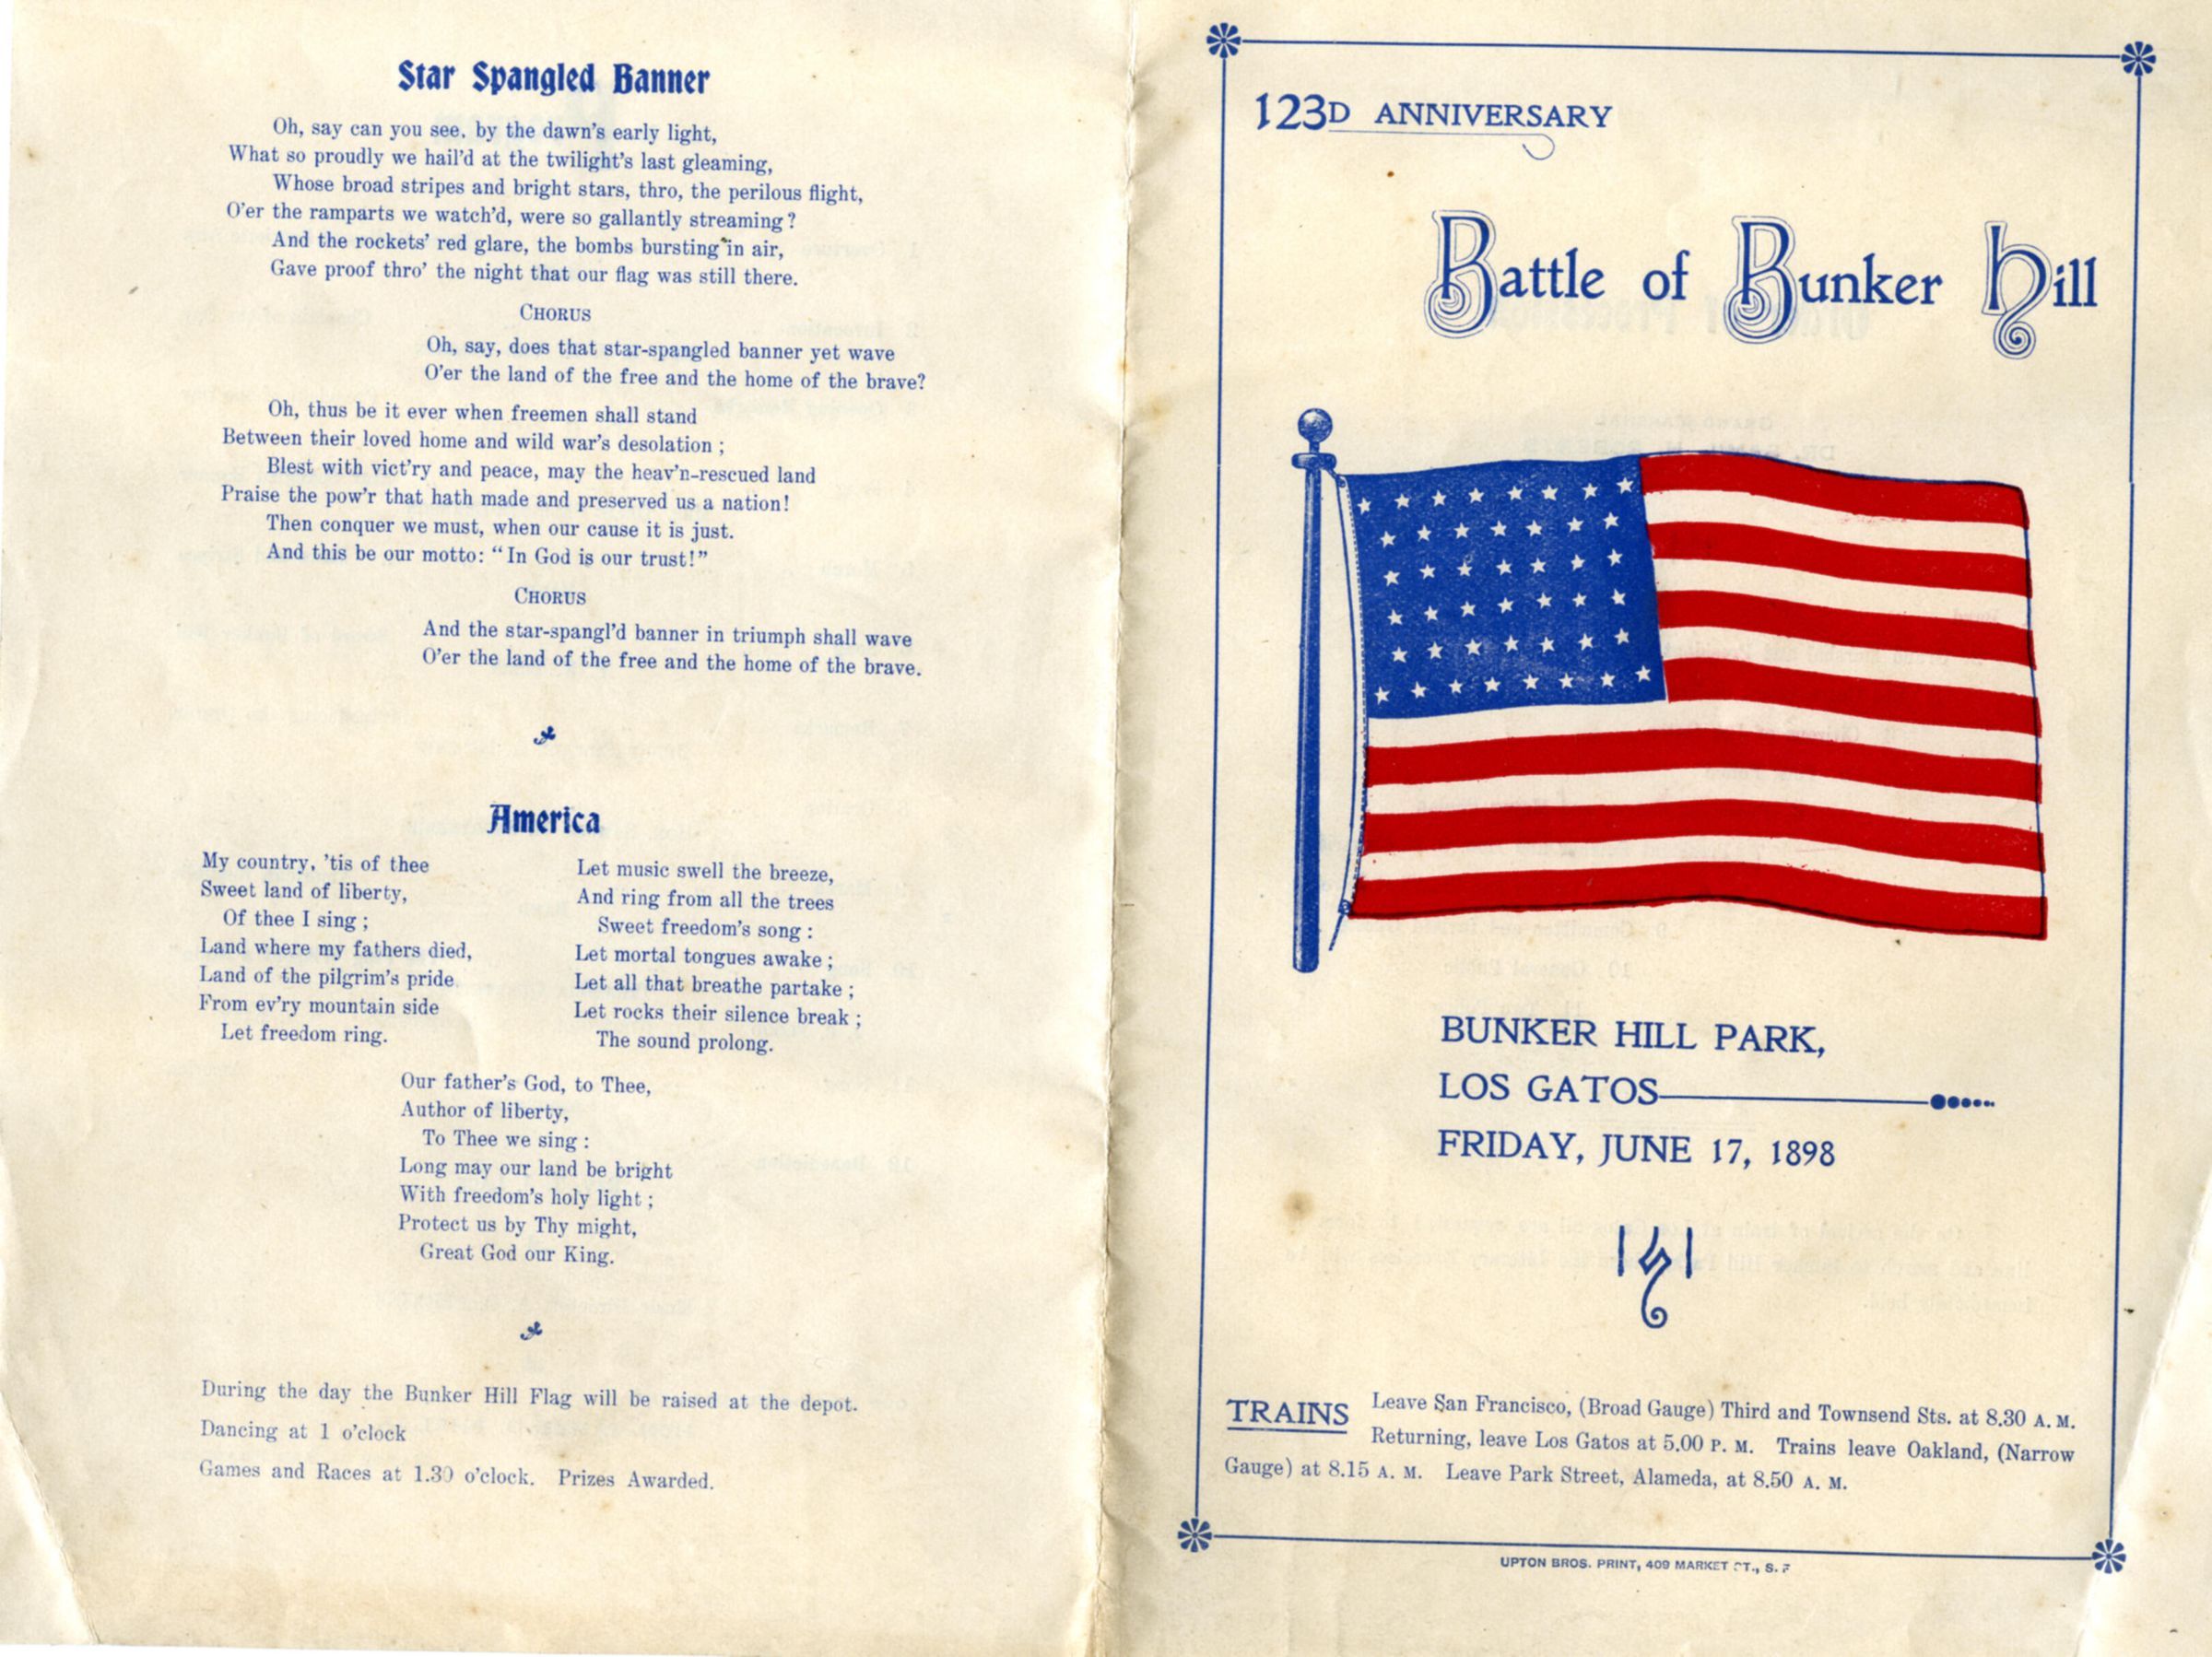 Star Spangled Banner
Oh, say can you see, by the dawn's early light,
What so proudly we hail'd at the twilight's last gleaming,
Whose broad stripes and bright stars, thro, the perilous flight,
O'er the ramparts we watch'd, were so gallantly streaming?
And the rockets' red glare, the bombs bursting in air,
Gave proof thro' the night that our flag was still there.
CHORUS
Oh, say, does that star-spangled banner yet wave
O'er the land of the free and the home of the brave?
Oh, thus be it ever when freemen shall stand
Between their loved home and wild war's desolation;
Blest with vict'ry and peace, may the heav'n-rescued land
Praise the pow'r that hath made and preserved us a nation!
Then conquer we must, when our cause it is just.
And this be our motto: "In God is our trust!"
CHORUS
And the star-spangl'd banner in triumph shall wave
O'er the land of the free and the home of the brave.
America
My country, 'tis of thee
Sweet land of liberty,
Of thee I sing;
Land where my fathers died,
Land of the pilgrim's pride
From ev'ry mountain side
Let freedom ring.
Let music swell the breeze,
And ring from all the trees
Sweet freedom's song:
Let mortal tongues awake;
Let all that breathe partake;
Let rocks their silence break;
The sound prolong.
Our father's God, to Thee,
Author of liberty,
To Thee we sing:
Long may our land be bright
With freedom's holy light;
Protect us by Thy might,
Great God our King.
During the day the Bunker Hill Flag will be raised at the depot.
Dancing at 1 o'clock
Games and Races at 1.30 o'clock. Prizes Awarded.
123D ANNIVERSARY
Battle of Bunker Hill
BUNKER HILL PARK,
LOS GATOS
FRIDAY, JUNE 17, 1898
TRAINS Leave San Francisco, (Broad Gauge) Third and Townsend Sts. at 8.30 A. M.
Returning, leave Los Gatos at 5.00 P. M. Trains leave Oakland, (Narrow
Gauge) at 8.15 A. M. Leave Park Street, Alameda, at 8.50 A. M.
UPTON BROS. PRINT, 409 MARKET ST., S. F